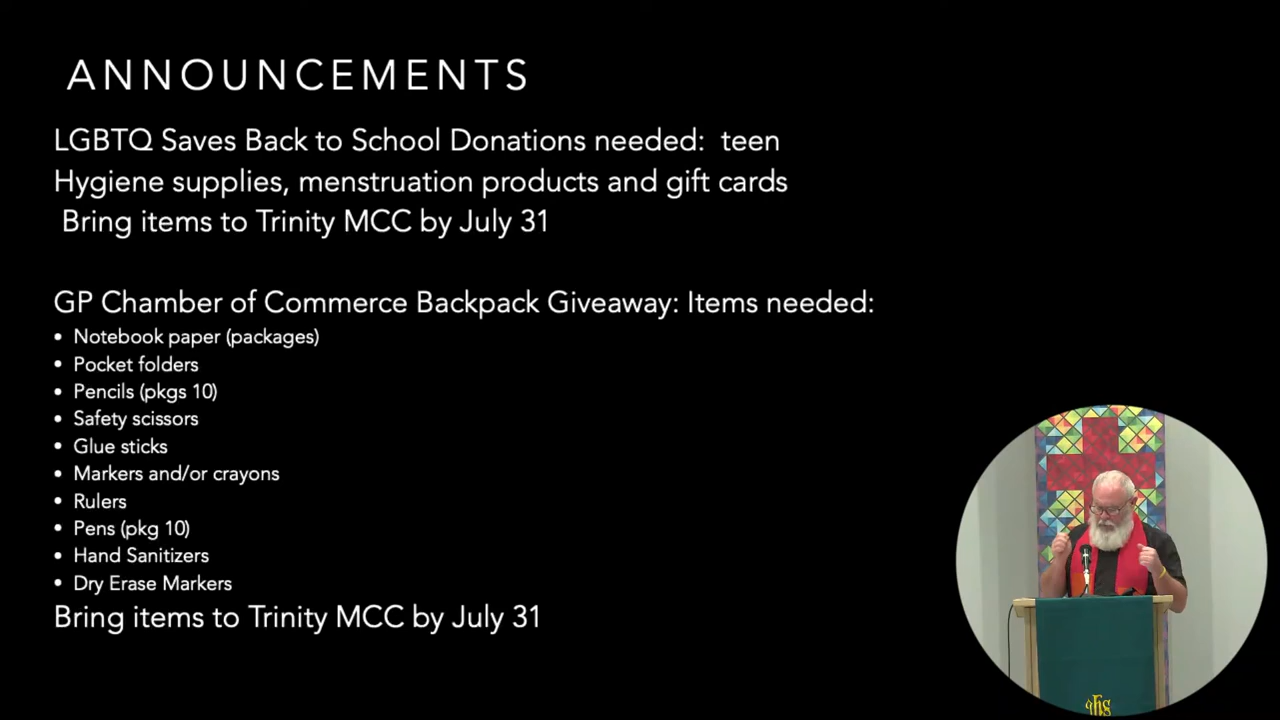 ANNOUNCEMENTS
LGBTQ Saves Back to School Donations needed:  teen
Hygiene supplies, menstruation products and gift cards
Bring items to Trinity MCC by July 31
GP Chamber of Commerce Backpack Giveaway: Items needed:
• Notebook paper (packages)
• Pocket folders
• Pencils (pkgs 10)
• Safety scissors
• Glue sticks
• Markers and/or crayons
• Rulers
• Pens (pkg 10)
• Hand Sanitizers
• Dry Erase Markers
Bring items to Trinity MCC by July 31